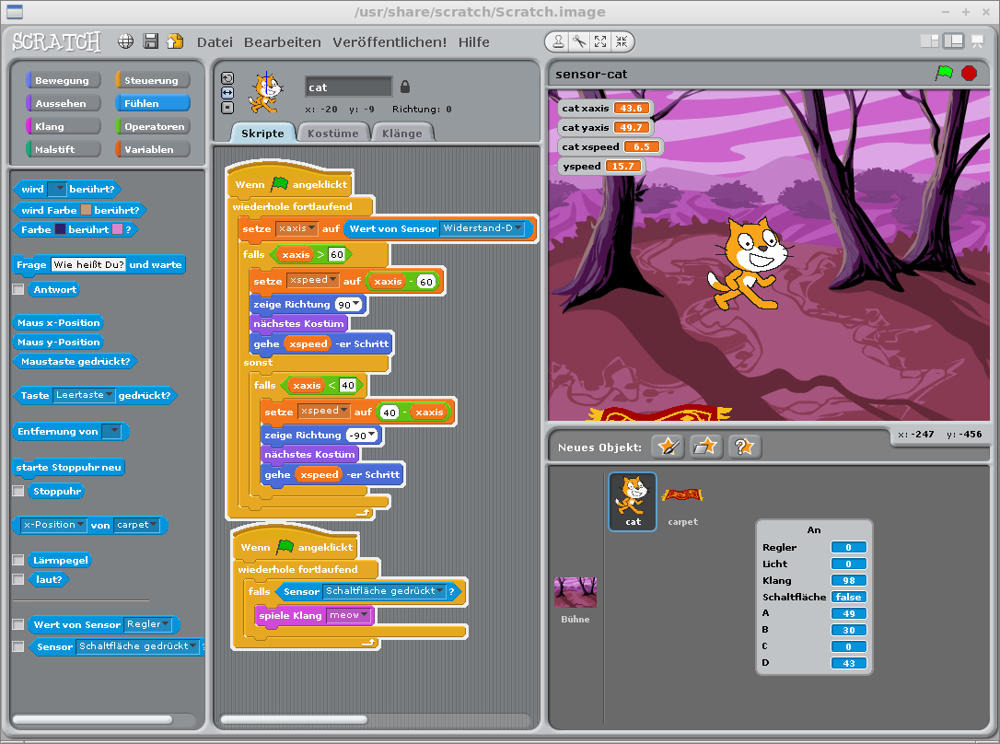 /usr/share/scratch/Scratch.image
SCRATCH
Datei Bearbeiten Veröffentlichen! Hilfe
Bewegung Steuerung
Aussehen Fühlen
Klang Operatoren
Malstift Variablen
wird berührt?
wird Farbe berührt?
Farbe berührt ?
Frage Wie heißt Du? und warte
Antwort
Maus x-Position
Maus y-Position
Maustaste gedrückt?
Taste Leertaste gedrückt?
Entfernung von
starte Stoppuhr neu
Stoppuhr
x-Position von carpet
Lärmpegel
laut?
Wert von Sensor Regler
Sensor Schaltfläche gedrückt ?
cat
x: -20 y: -9 Richtung: 0
Skripte Kostüme Klänge
Wenn angeklickt
wiederhole fortlaufend
setze xaxis auf Wert von Sensor Widerstand-D
falls xaxis > 60
setze xspeed auf xaxis - 60
zeige Richtung 90
nächstes Kostüm
gehe xspeed -er Schritt
sonst
falls xaxis < 40
setze xspeed auf 40 - xaxis
zeige Richtung -90
nächstes Kostüm
gehe xspeed -er Schritt
Wenn angeklickt
wiederhole fortlaufend
falls Sensor Schaltfläche gedrückt ?
spiele Klang meow
sensor-cat
cat xaxis 43.6
cat yaxis 49.7
cat xspeed 6.5
yspeed 15.7
x: -247 y: -456
Neues Objekt:
cat
carpet
Bühne
An
Regler 0
Licht 0
Klang 98
Schaltfläche false
A 49
B 30
C 0
D 43